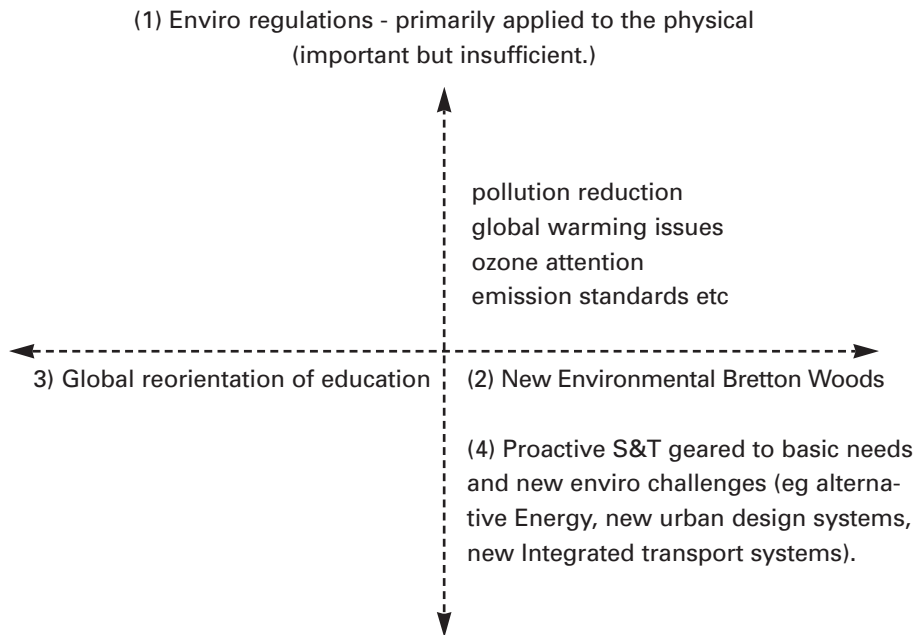 (1) Enviro regulations - primarily applied to the physical
(important but insufficient.)
pollution reduction
global warming issues
ozone attention
emission standards etc
3) Global reorientation of education
(2) New Environmental Bretton Woods
(4) Proactive S&T geared to basic needs
and new enviro challenges (eg alterna-
tive Energy, new urban design systems,
new Integrated transport systems).